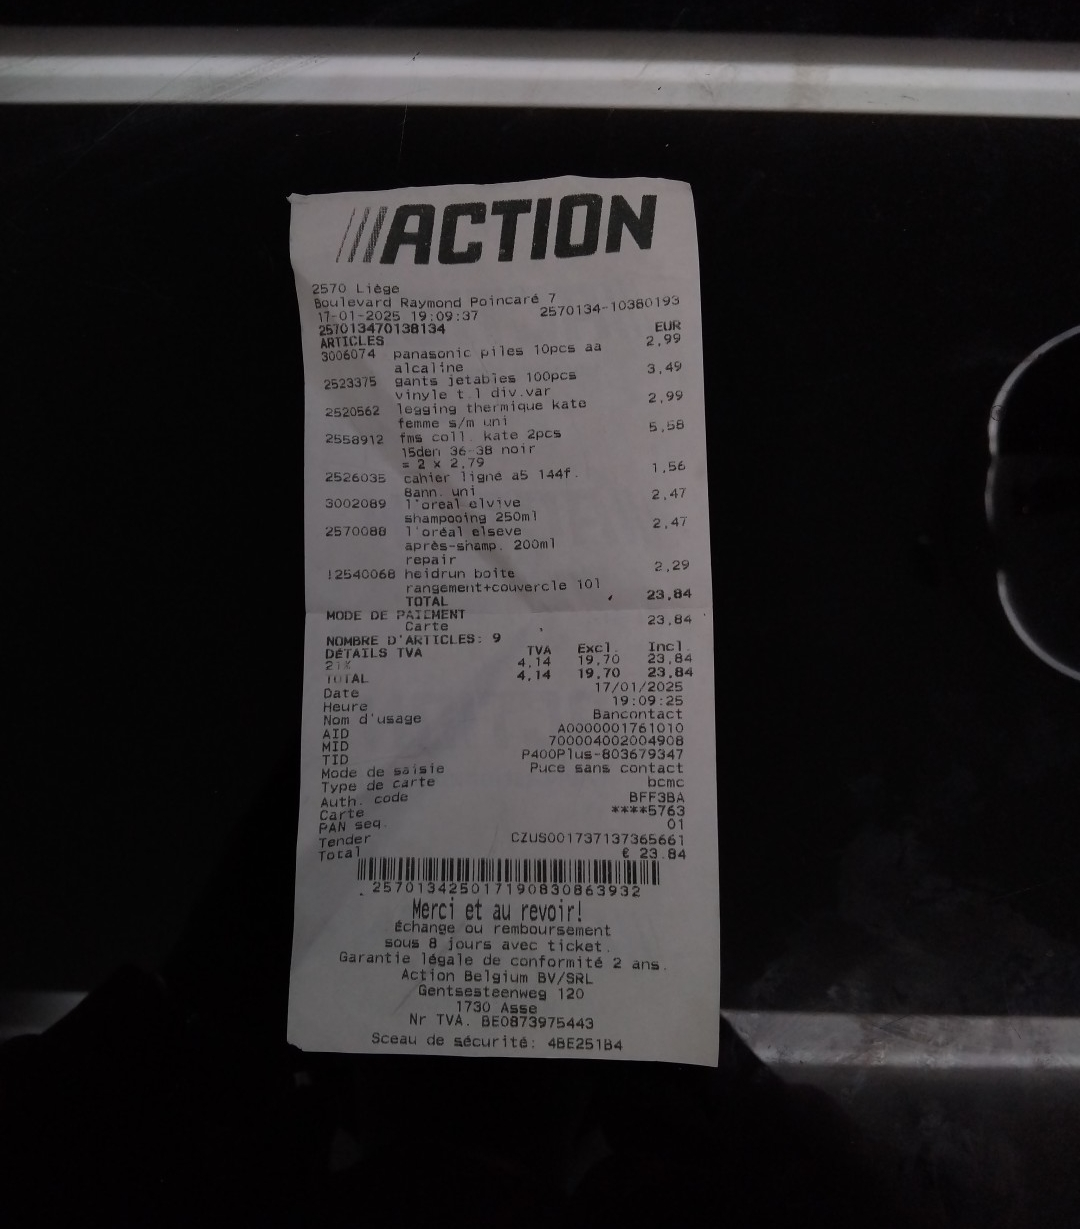 ///ACTION
2570 Liège
Boulevard Raymond Poincaré 7
17-01-2025 19:09:37 2570134-10380193
257013470138134
ARTICLES EUR
3006074 panasonic piles 10pcs aa 2,99
alcaline
2523375 gants jetables 100pcs 3,49
vinyle t.l div.var
2520562 legging thermique kate 2,99
femme s/m uni
2558912 fms coll. kate 2pcs 5,58
15den 36-38 noir
= 2 x 2,79
2526035 cahier ligné a5 144f. 1,56
8ann. uni
3002089 l'oreal elvive 2,47
shampooing 250ml
2570088 l'oréal elseve 2,47
après-shamp. 200ml
repair
!2540068 heidrun boîte 2,29
rangement+couvercle 10l
TOTAL 23,84
MODE DE PAIEMENT
Carte 23,84
NOMBRE D'ARTICLES: 9
DÉTAILS TVA TVA Excl. Incl.
21% 4,14 19,70 23,84
TOTAL 4,14 19,70 23,84
Date 17/01/2025
Heure 19:09:25
Nom d'usage Bancontact
AID A0000001761010
MID 700004002004908
TID P400Plus-803679347
Mode de saisie Puce sans contact
Type de carte bcmc
Auth. code BFF3BA
Carte ****5763
PAN seq. 01
Tender CZUS001737137365661
Total € 23.84
2570134250171908308 63932
Merci et au revoir!
Échange ou remboursement
sous 8 jours avec ticket.
Garantie légale de conformité 2 ans.
Action Belgium BV/SRL
Gentsesteenweg 120
1730 Asse
Nr TVA. BE0873975443
Sceau de sécurité: 4BE251B4